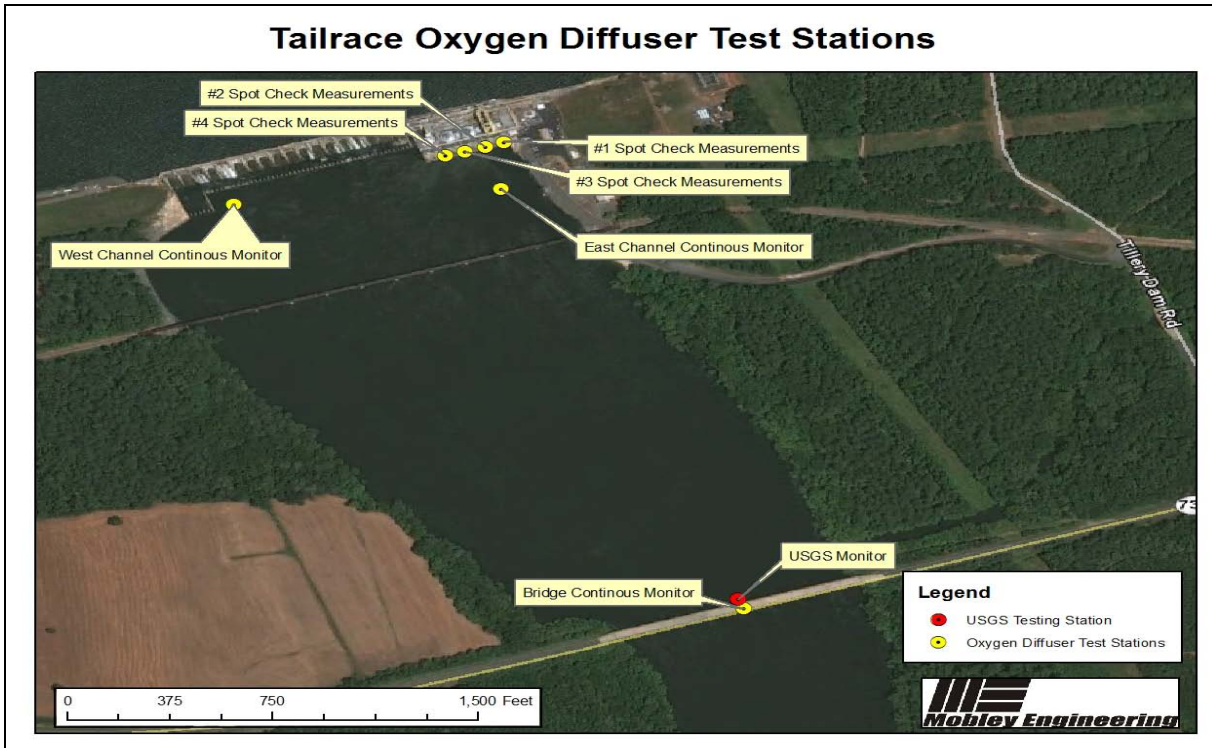 Tailrace Oxygen Diffuser Test Stations
#2 Spot Check Measurements
#4 Spot Check Measurements
#1 Spot Check Measurements
#3 Spot Check Measurements
West Channel Continous Monitor
East Channel Continous Monitor
Tillery Dam Rd
73
USGS Monitor
Bridge Continous Monitor
Legend
USGS Testing Station
Oxygen Diffuser Test Stations
0 375 750 1,500 Feet
Mobley Engineering